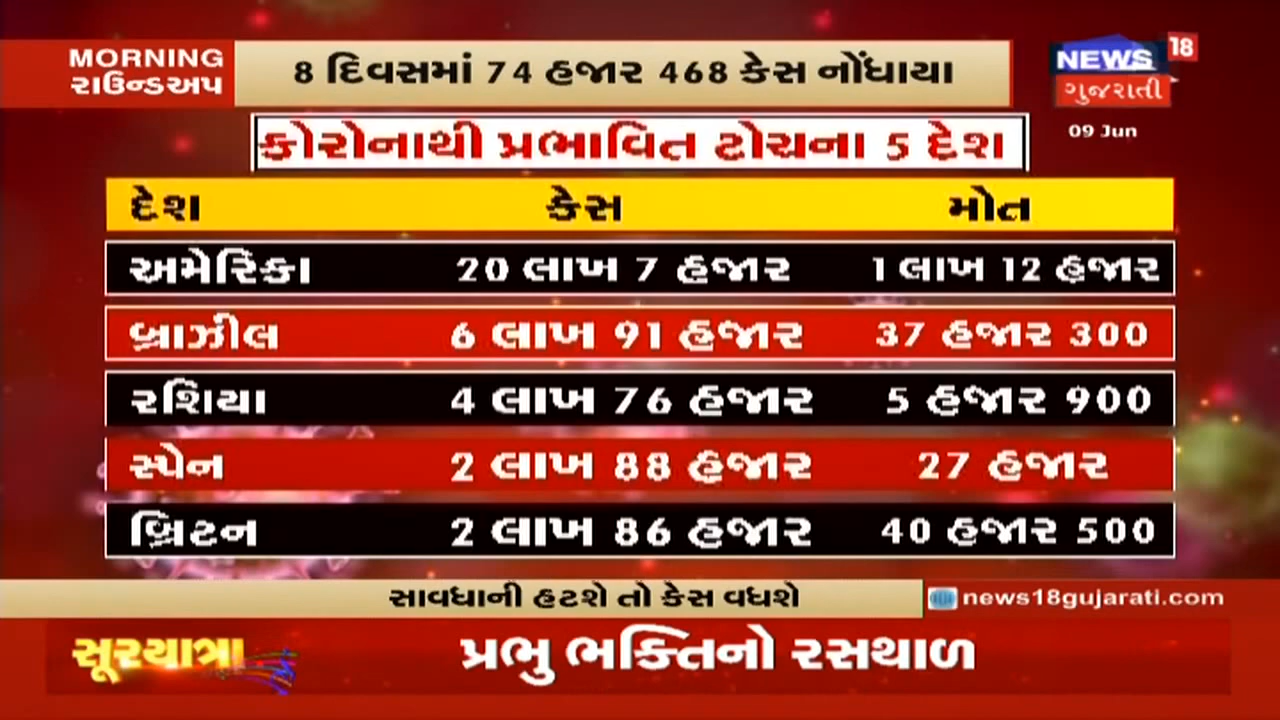 MORNING
રાઉન્ડઅપ
8 દિવસમાં 74 હજાર 468 કેસ નોંધાયા
NEWS 18
ગુજરાતી
09 Jun
કોરોનાથી પ્રભાવિત ટોચના 5 દેશ
દેશ કેસ મોત
અમેરિકા 20 લાખ 7 હજાર 1 લાખ 12 હજાર
બ્રાઝીલ 6 લાખ 91 હજાર 37 હજાર 300
રશિયા 4 લાખ 76 હજાર 5 હજાર 900
સ્પેન 2 લાખ 88 હજાર 27 હજાર
બ્રિટન 2 લાખ 86 હજાર 40 હજાર 500
સાવધાની હટશે તો કેસ વધશે
news18gujarati.com
સૂરયાત્રા
પ્રભુ ભક્તિનો રસથાળ